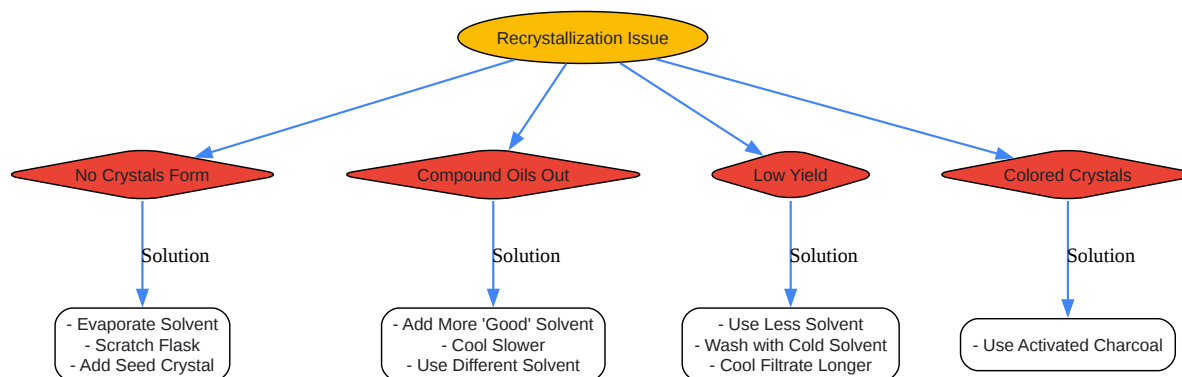 Recrystallization Issue
No Crystals Form
Compound Oils Out
Low Yield
Colored Crystals
Solution
Solution
Solution
Solution
- Evaporate Solvent
- Scratch Flask
- Add Seed Crystal
- Add More 'Good' Solvent
- Cool Slower
- Use Different Solvent
- Use Less Solvent
- Wash with Cold Solvent
- Cool Filtrate Longer
- Use Activated Charcoal